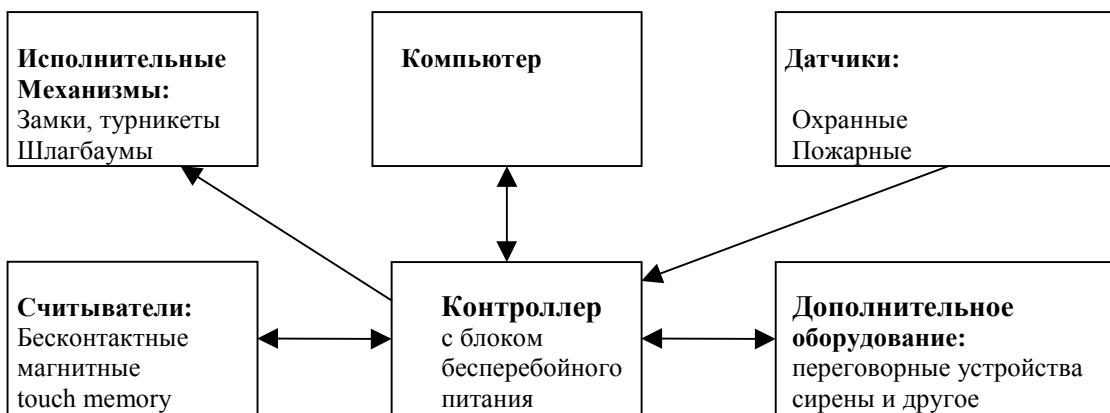 Исполнительные
Механизмы:
Замки, турникеты
Шлагбаумы
Компьютер
Датчики:
Охранные
Пожарные
Считыватели:
Бесконтактные
магнитные
touch memory
Контроллер
с блоком
бесперебойного
питания
Дополнительное
оборудование:
переговорные устройства
сирены и другое